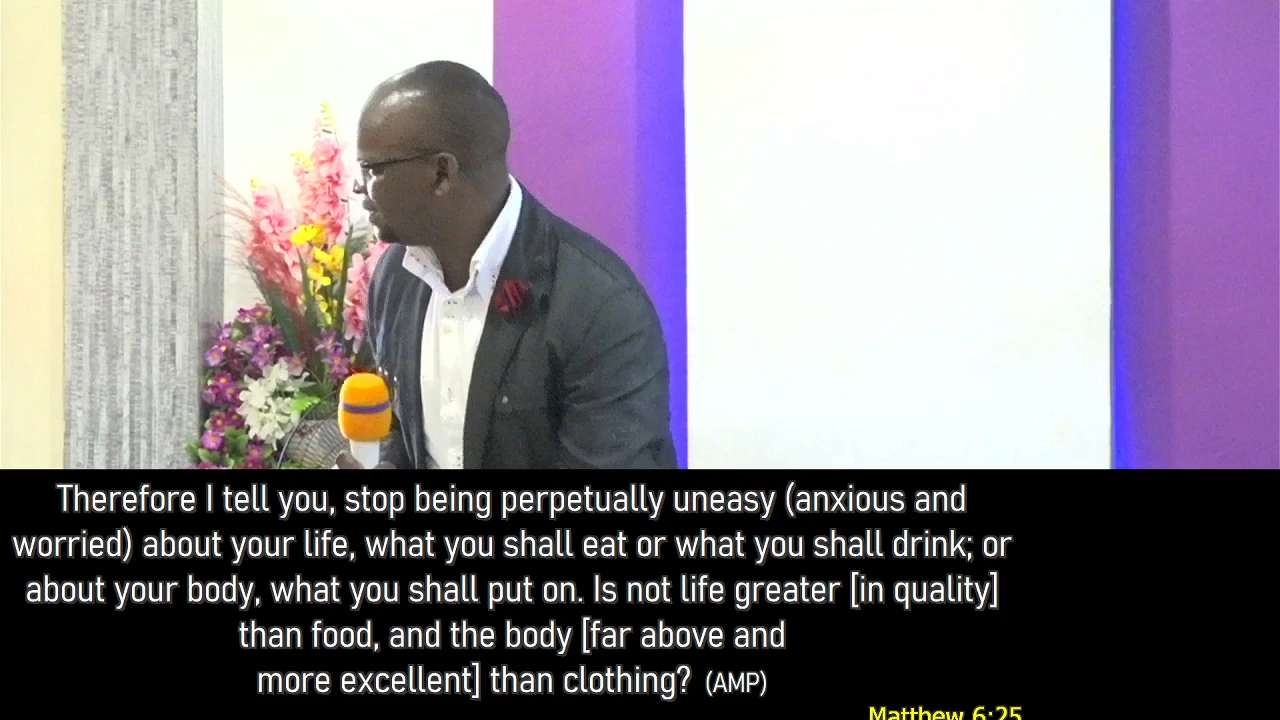 Therefore I tell you, stop being perpetually uneasy (anxious and
worried) about your life, what you shall eat or what you shall drink; or
about your body, what you shall put on. Is not life greater [in quality]
than food, and the body [far above and
more excellent] than clothing? (AMP)
Matthew 6:25